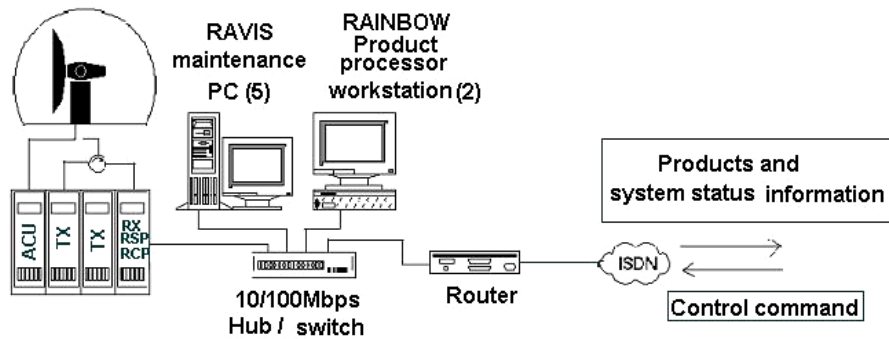 RAVIS
maintenance
PC (5)
RAINBOW
Product
processor
workstation (2)
ACU
TX
TX
RX
RSP
RCP
10/100Mbps
Hub / switch
Router
ISDN
Products and
system status information
Control command